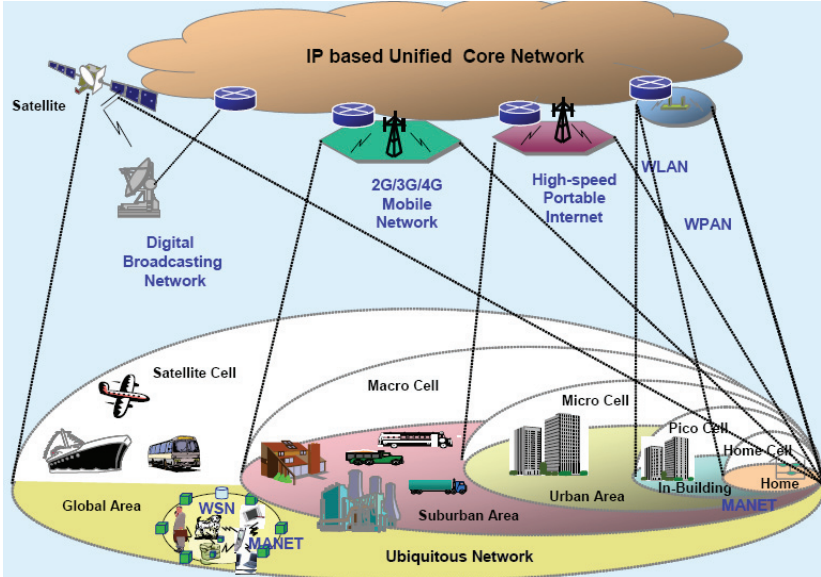 IP based Unified Core Network
Satellite
2G/3G/4G
Mobile
Network
High-speed
Portable
Internet
WLAN
WPAN
Digital
Broadcasting
Network
Satellite Cell
Macro Cell
Micro Cell
Pico Cell
Home Cell
Home
In-Building
MANET
Urban Area
Suburban Area
Global Area
WSN
MANET
Ubiquitous Network